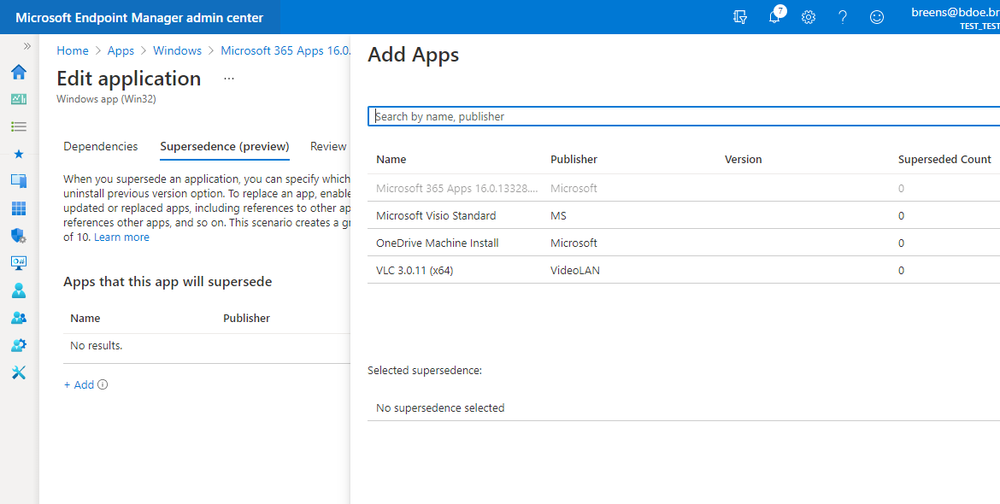 Microsoft Endpoint Manager admin center
7
breens@bdoe.br
TEST_TEST
Home > Apps > Windows > Microsoft 365 Apps 16.0.
Edit application ...
Windows app (Win32)
Dependencies Supersedence (preview) Review
When you supersede an application, you can specify which
uninstall previous version option. To replace an app, enable
updated or replaced apps, including references to other ap
references other apps, and so on. This scenario creates a gr
of 10. Learn more
Apps that this app will supersede
Name Publisher
No results.
+ Add
Add Apps
Search by name, publisher
Name Publisher Version Superseded Count
Microsoft 365 Apps 16.0.13328.... Microsoft 0
Microsoft Visio Standard MS 0
OneDrive Machine Install Microsoft 0
VLC 3.0.11 (x64) VideoLAN 0
Selected supersedence:
No supersedence selected